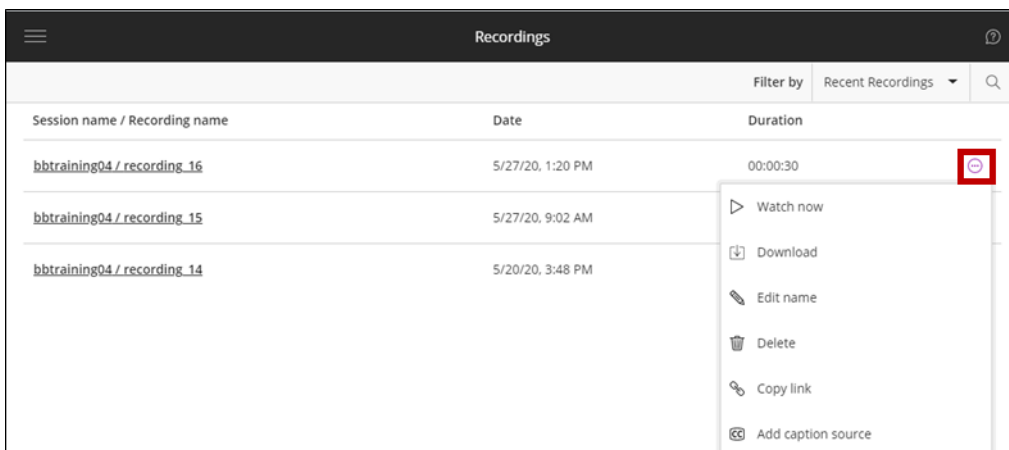 Recordings
Filter by Recent Recordings
Session name / Recording name Date Duration
bbtraining04 / recording_16 5/27/20, 1:20 PM 00:00:30
Watch now
bbtraining04 / recording_15 5/27/20, 9:02 AM
Download
bbtraining04 / recording_14 5/20/20, 3:48 PM
Edit name
Delete
Copy link
CC Add caption source